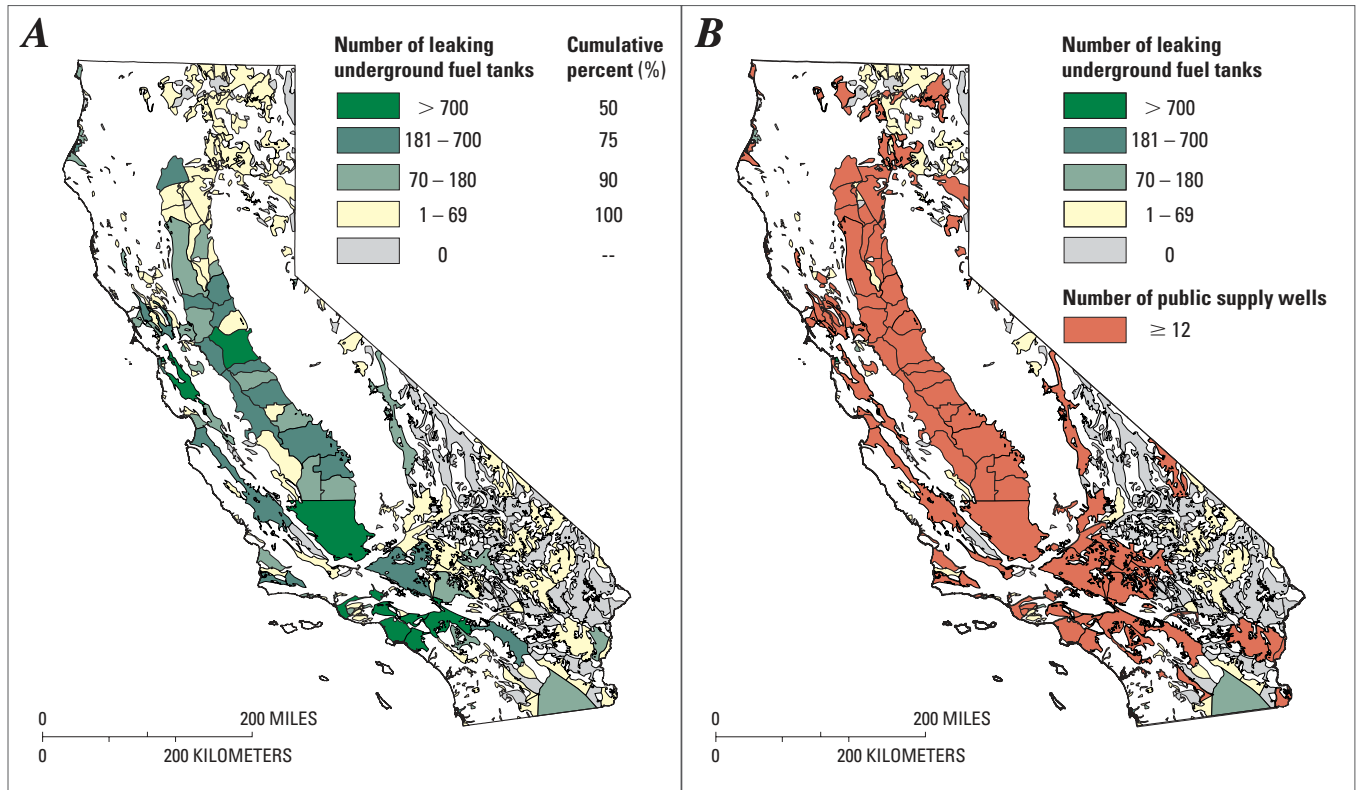 A
Number of leaking
underground fuel tanks
Cumulative
percent (%)
> 700 50
181 – 700 75
70 – 180 90
1 – 69 100
0 --
0 200 MILES
0 200 KILOMETERS
B
Number of leaking
underground fuel tanks
> 700
181 – 700
70 – 180
1 – 69
0
Number of public supply wells
≥ 12
0 200 MILES
0 200 KILOMETERS